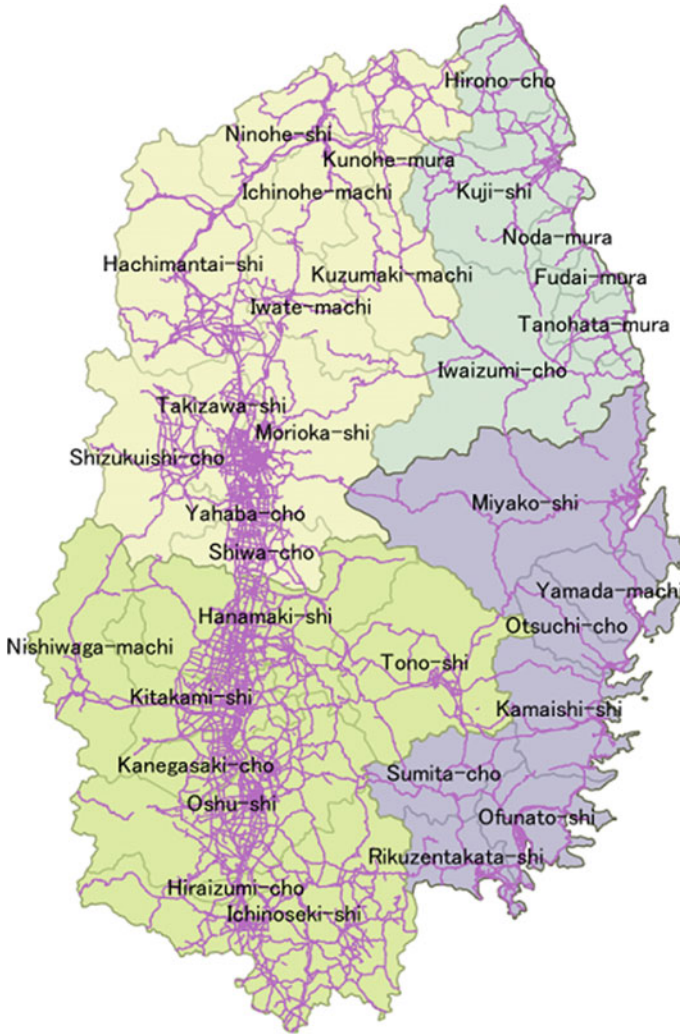 Hirono-cho
Ninohe-shi
Kunohe-mura
Ichinohe-machi
Kuji-shi
Noda-mura
Hachimantai-shi
Kuzumaki-machi
Fudai-mura
Iwate-machi
Tanohata-mura
Iwaizumi-cho
Takizawa-shi
Morioka-shi
Shizukuishi-cho
Miyako-shi
Yahaba-cho
Shiwa-cho
Yamada-machi
Hanamaki-shi
Otsuchi-cho
Nishiwaga-machi
Tono-shi
Kitakami-shi
Kamaishi-shi
Kanegasaki-cho
Sumita-cho
Oshu-shi
Ofunato-shi
Rikuzentakata-shi
Hiraizumi-cho
Ichinoseki-shi